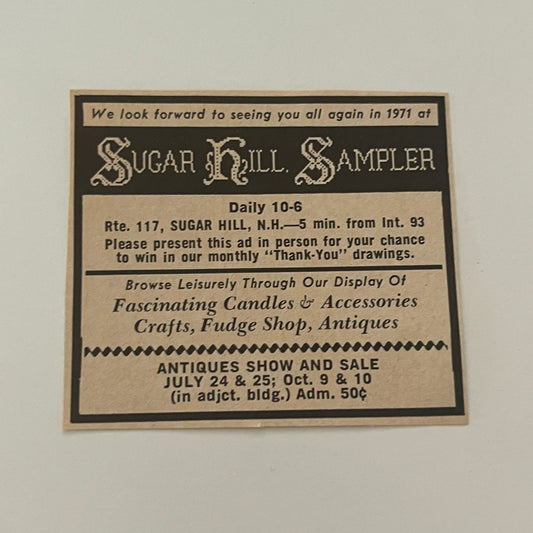 We look forward to seeing you all again in 1971 at
SUGAR HILL. SAMPLER
Daily 10-6
Rte. 117, SUGAR HILL, N.H.—5 min. from Int. 93
Please present this ad in person for your chance
to win in our monthly "Thank-You" drawings.
Browse Leisurely Through Our Display Of
Fascinating Candles & Accessories
Crafts, Fudge Shop, Antiques
ANTIQUES SHOW AND SALE
JULY 24 & 25; Oct. 9 & 10
(in adjct. bldg.) Adm. 50¢